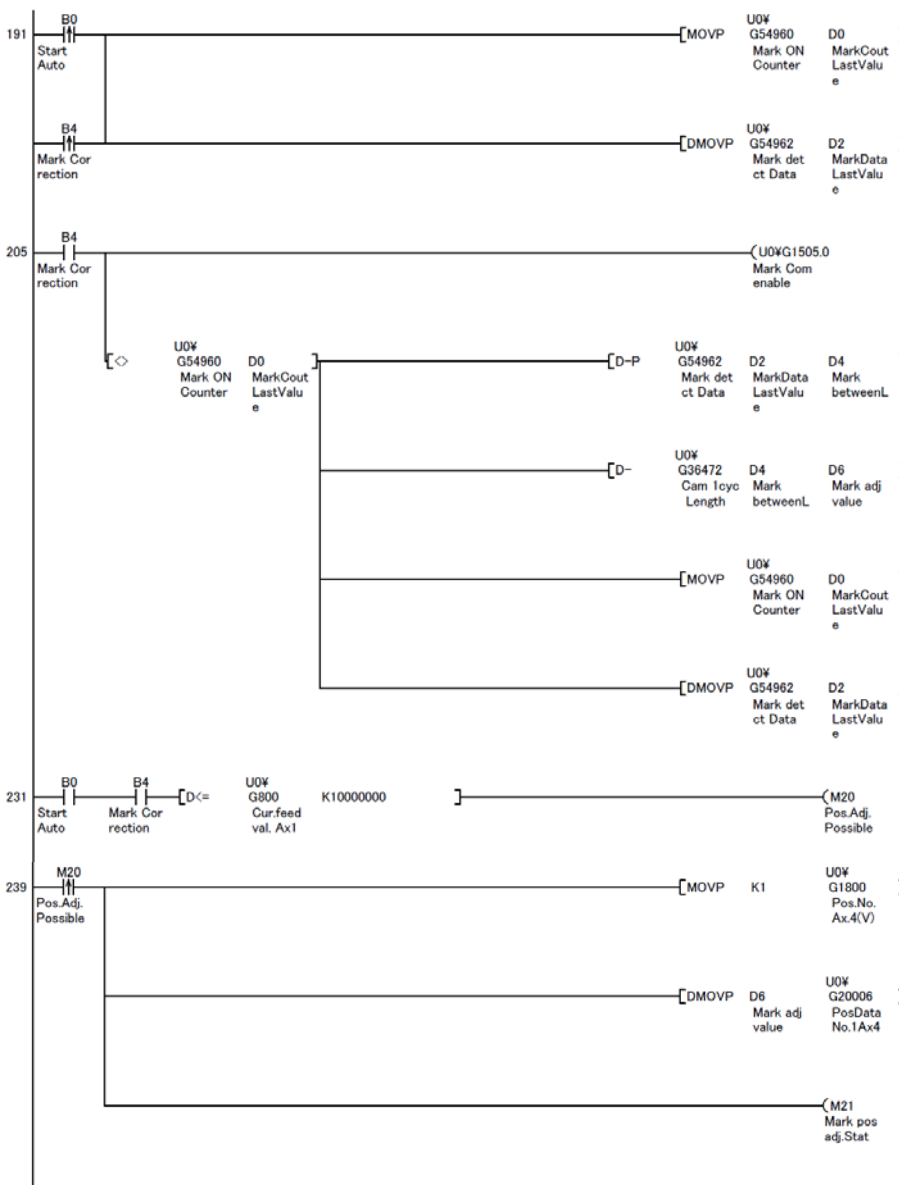 B0
U0¥
191
MOVP G54960 D0
Start
Auto
Mark ON
Counter
MarkCout
LastValu
e
B4
U0¥
DMOVP G54962 D2
Mark Cor
rection
Mark det
ct Data
MarkData
LastValu
e
B4
205
U0¥G1505.0
Mark Cor
rection
Mark Com
enable
U0¥
<> G54960 D0
Mark ON
Counter
MarkCout
LastValu
e
U0¥
D-P G54962 D2 D4
Mark det
ct Data
MarkData
LastValu
e
Mark
betweenL
U0¥
D- G36472 D4 D6
Cam 1cyc
Length
Mark
betweenL
Mark adj
value
U0¥
MOVP G54960 D0
Mark ON
Counter
MarkCout
LastValu
e
U0¥
DMOVP G54962 D2
Mark det
ct Data
MarkData
LastValu
e
B0 B4 U0¥
231 D<= G800 K10000000 M20
Start
Auto
Mark Cor
rection
Cur.feed
val. Ax1
Pos.Adj.
Possible
M20
U0¥
239 MOVP K1 G1800
Pos.Adj.
Possible
Pos.No.
Ax.4(V)
U0¥
DMOVP D6 G20006
Mark adj
value
PosData
No.1Ax4
M21
Mark pos
adj.Stat